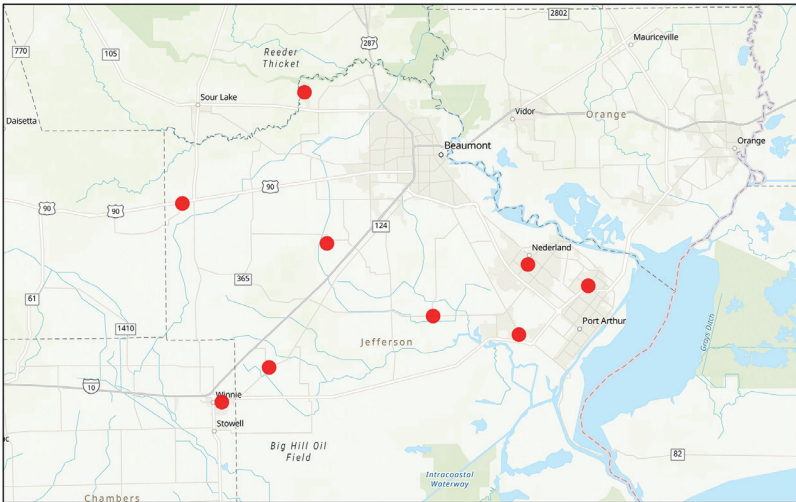 2802
770
105
287
Reeder
Thicket
Mauriceville
Sour Lake
Vidor
Orange
Daisetta
Beaumont
Orange
90
90
90
124
Nederland
365
61
1410
Port Arthur
Jefferson
Grays Ditch
10
Winnie
Stowell
Big Hill Oil
Field
82
Intracoastal
Waterway
Chambers